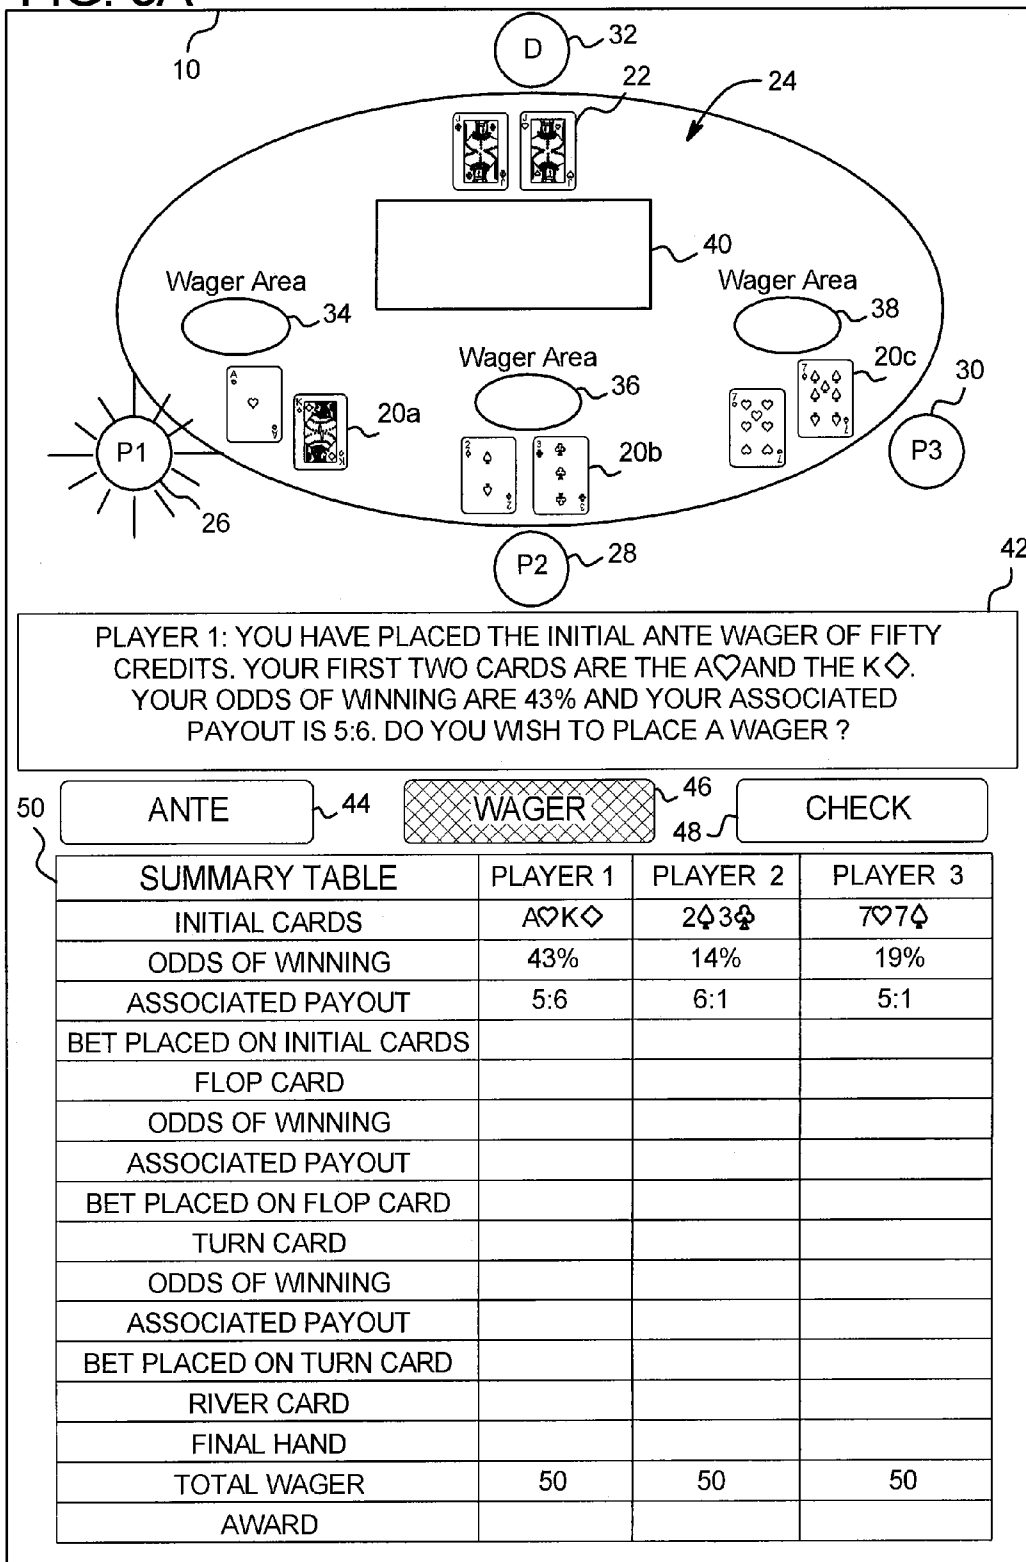 10
D
32
22
24
40
Wager Area
34
Wager Area
38
Wager Area
36
20a
20b
20c
30
P1
26
P3
P2
28
42
PLAYER 1: YOU HAVE PLACED THE INITIAL ANTE WAGER OF FIFTY
CREDITS. YOUR FIRST TWO CARDS ARE THE A♡AND THE K♢.
YOUR ODDS OF WINNING ARE 43% AND YOUR ASSOCIATED
PAYOUT IS 5:6. DO YOU WISH TO PLACE A WAGER ?
50
ANTE
44
WAGER
46
48
CHECK
SUMMARY TABLE PLAYER 1 PLAYER 2 PLAYER 3
INITIAL CARDS A♡K♢ 2♤3♧ 7♡7♤
ODDS OF WINNING 43% 14% 19%
ASSOCIATED PAYOUT 5:6 6:1 5:1
BET PLACED ON INITIAL CARDS
FLOP CARD
ODDS OF WINNING
ASSOCIATED PAYOUT
BET PLACED ON FLOP CARD
TURN CARD
ODDS OF WINNING
ASSOCIATED PAYOUT
BET PLACED ON TURN CARD
RIVER CARD
FINAL HAND
TOTAL WAGER 50 50 50
AWARD